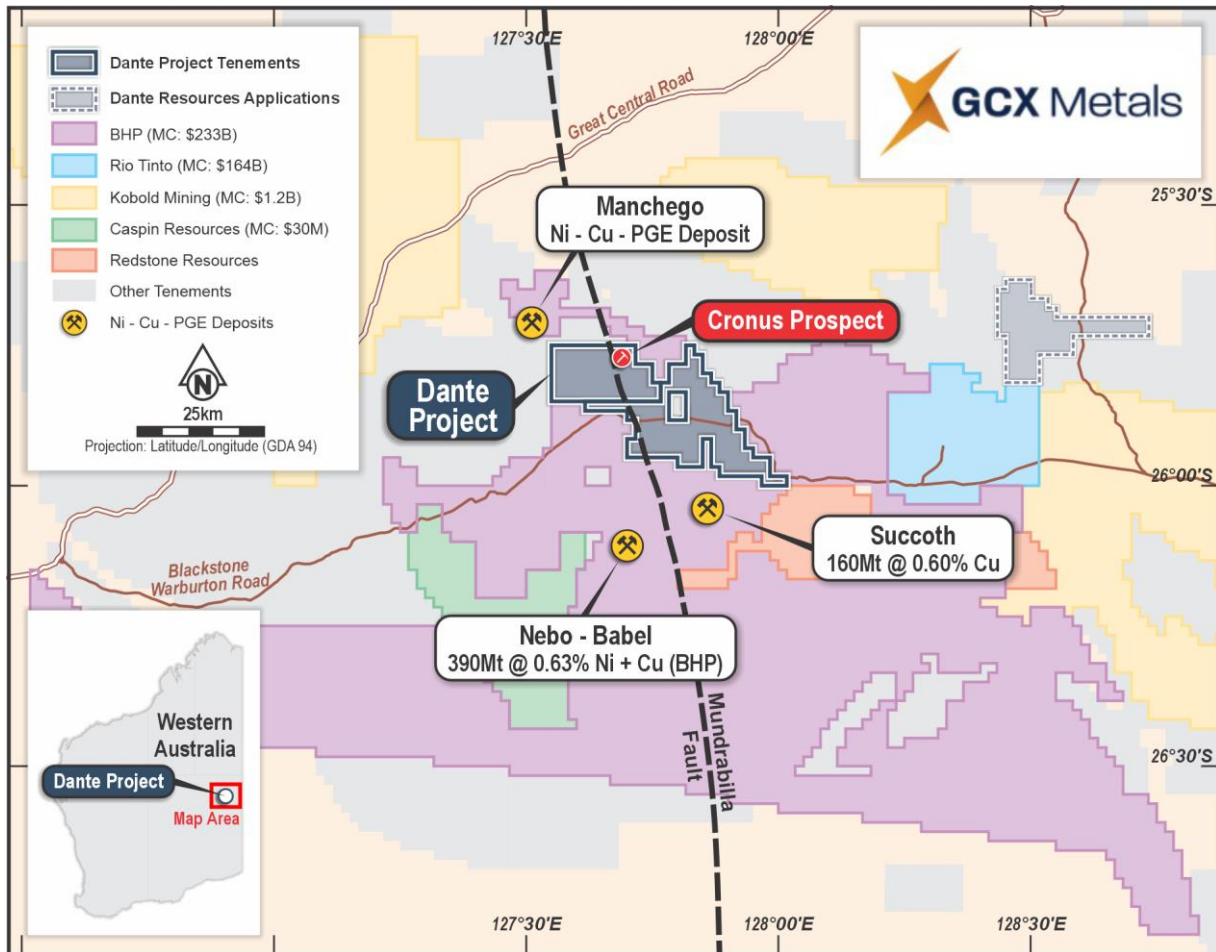 127°30'E
128°00'E
Dante Project Tenements
Dante Resources Applications
BHP (MC: $233B)
Rio Tinto (MC: $164B)
Kobold Mining (MC: $1.2B)
Caspin Resources (MC: $30M)
Redstone Resources
Other Tenements
Ni - Cu - PGE Deposits
N
25km
Projection: Latitude/Longitude (GDA 94)
Great Central Road
GCX Metals
25°30'S
Manchego
Ni - Cu - PGE Deposit
Cronus Prospect
Dante
Project
26°00'S
Succoth
160Mt @ 0.60% Cu
Blackstone
Warburton Road
Nebo - Babel
390Mt @ 0.63% Ni + Cu (BHP)
Mundrabilla
Fault
26°30'S
Western
Australia
Dante Project
Map Area
127°30'E
128°00'E
128°30'E